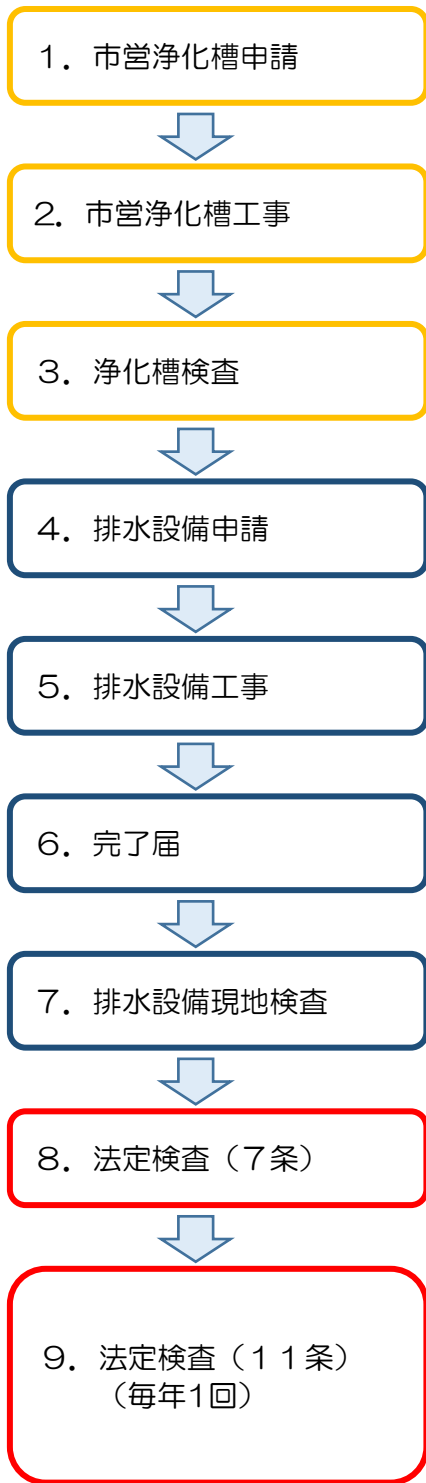 １．市営浄化槽申請
２．市営浄化槽工事
３．浄化槽検査
４．排水設備申請
５．排水設備工事
６．完了届
７．排水設備現地検査
８．法定検査（７条）
９．法定検査（１１条）
（毎年1回）